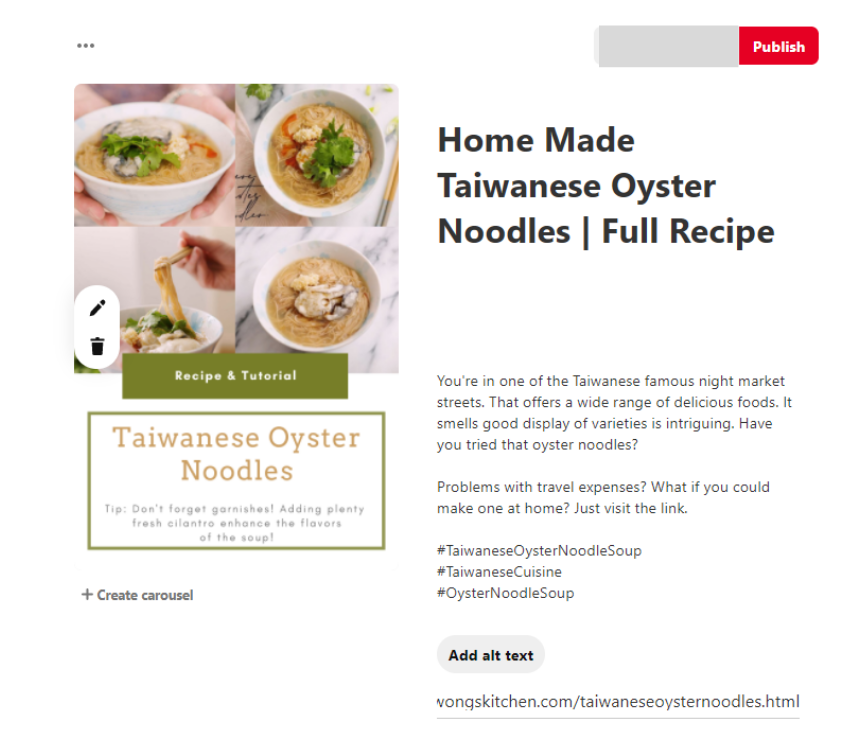 Publish
Home Made
Taiwanese Oyster
Noodles | Full Recipe
Recipe & Tutorial
Taiwanese Oyster
Noodles
Tip: Don't forget garnishes! Adding plenty
fresh cilantro enhance the flavors
of the soup!
+ Create carousel
You're in one of the Taiwanese famous night market
streets. That offers a wide range of delicious foods. It
smells good display of varieties is intriguing. Have
you tried that oyster noodles?
Problems with travel expenses? What if you could
make one at home? Just visit the link.
#TaiwaneseOysterNoodleSoup
#TaiwaneseCuisine
#OysterNoodleSoup
Add alt text
wongskitchen.com/taiwaneseoysternoodles.html